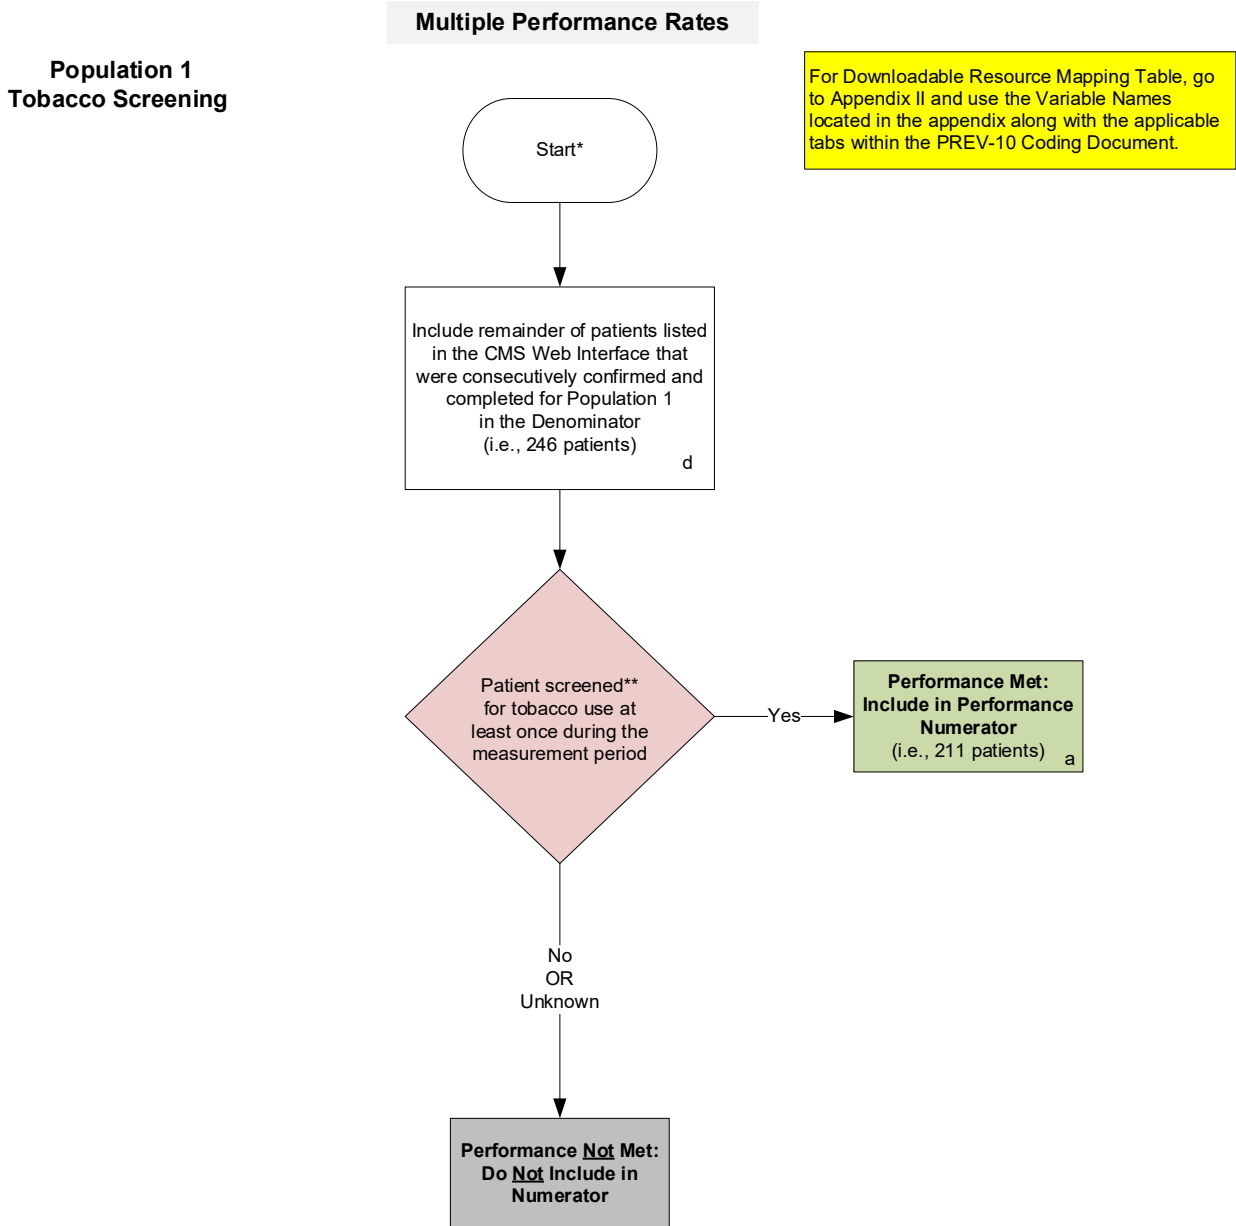 Multiple Performance Rates
Population 1
Tobacco Screening
For Downloadable Resource Mapping Table, go
to Appendix II and use the Variable Names
located in the appendix along with the applicable
tabs within the PREV-10 Coding Document.
Start*
Include remainder of patients listed
in the CMS Web Interface that
were consecutively confirmed and
completed for Population 1
in the Denominator
(i.e., 246 patients)
d
Patient screened**
for tobacco use at
least once during the
measurement period
Yes
Performance Met:
Include in Performance
Numerator
(i.e., 211 patients)
a
No
OR
Unknown
Performance Not Met:
Do Not Include in
Numerator